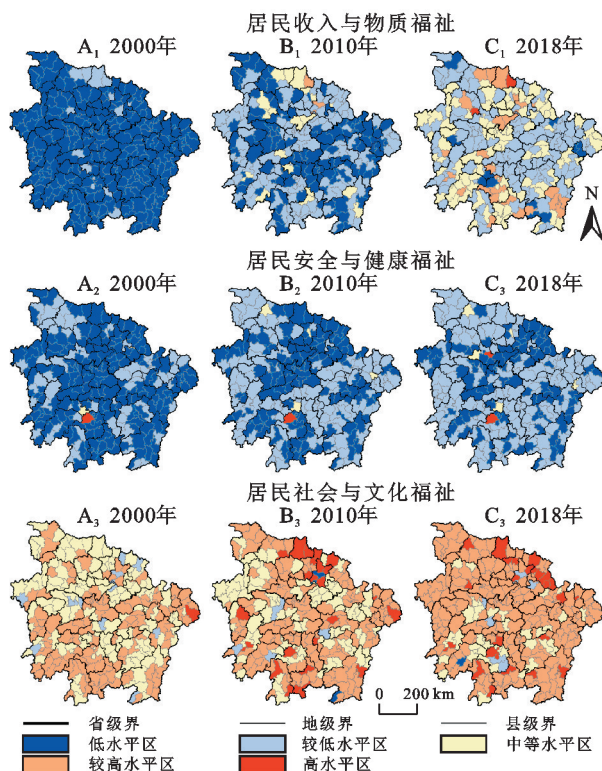 居民收入与物质福祉
A₁ 2000年 B₁ 2010年 C₁ 2018年
N
居民安全与健康福祉
A₂ 2000年 B₂ 2010年 C₃ 2018年
居民社会与文化福祉
A₃ 2000年 B₃ 2010年 C₃ 2018年
0 200 km
省级界 地级界 县级界
低水平区 较低水平区 中等水平区
较高水平区 高水平区